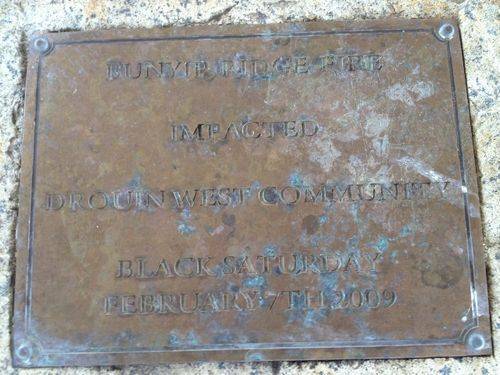 BUNYIP RIDGE FIRE
IMPACTED
DROUIN WEST COMMUNITY
BLACK SATURDAY
FEBRUARY 7TH 2009